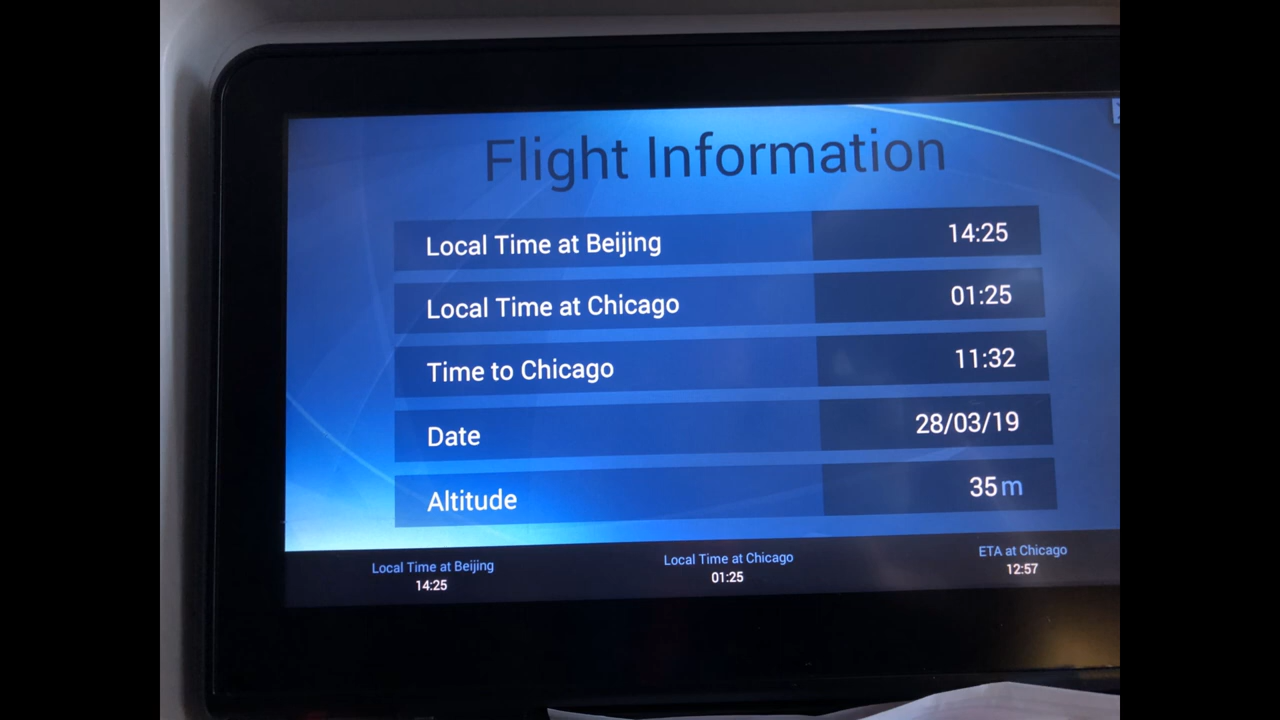 Flight Information
Local Time at Beijing 14:25
Local Time at Chicago 01:25
Time to Chicago 11:32
Date 28/03/19
Altitude 35 m
Local Time at Beijing Local Time at Chicago ETA at Chicago
14:25 01:25 12:57